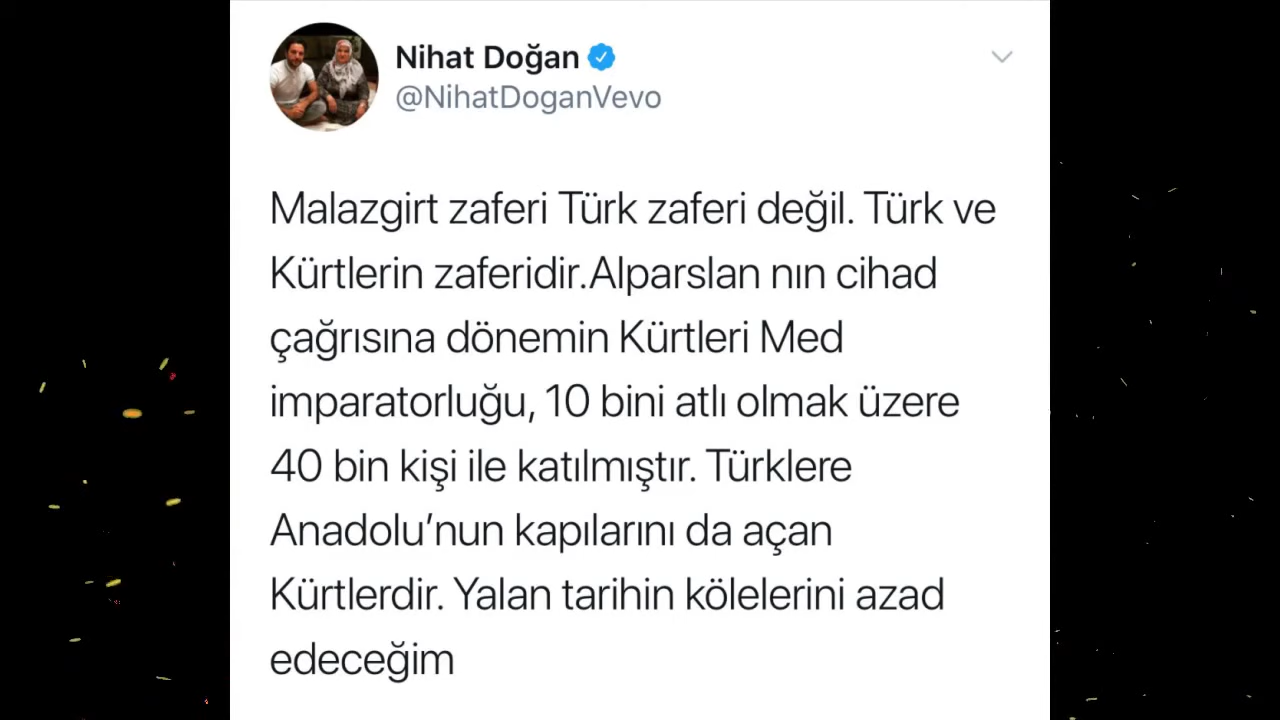 Nihat Doğan
@NihatDoganVevo
Malazgirt zaferi Türk zaferi değil. Türk ve
Kürtlerin zaferidir.Alparslan nın cihad
çağrısına dönemin Kürtleri Med
imparatorluğu, 10 bini atlı olmak üzere
40 bin kişi ile katılmıştır. Türklere
Anadolu’nun kapılarını da açan
Kürtlerdir. Yalan tarihin kölelerini azad
edeceğim